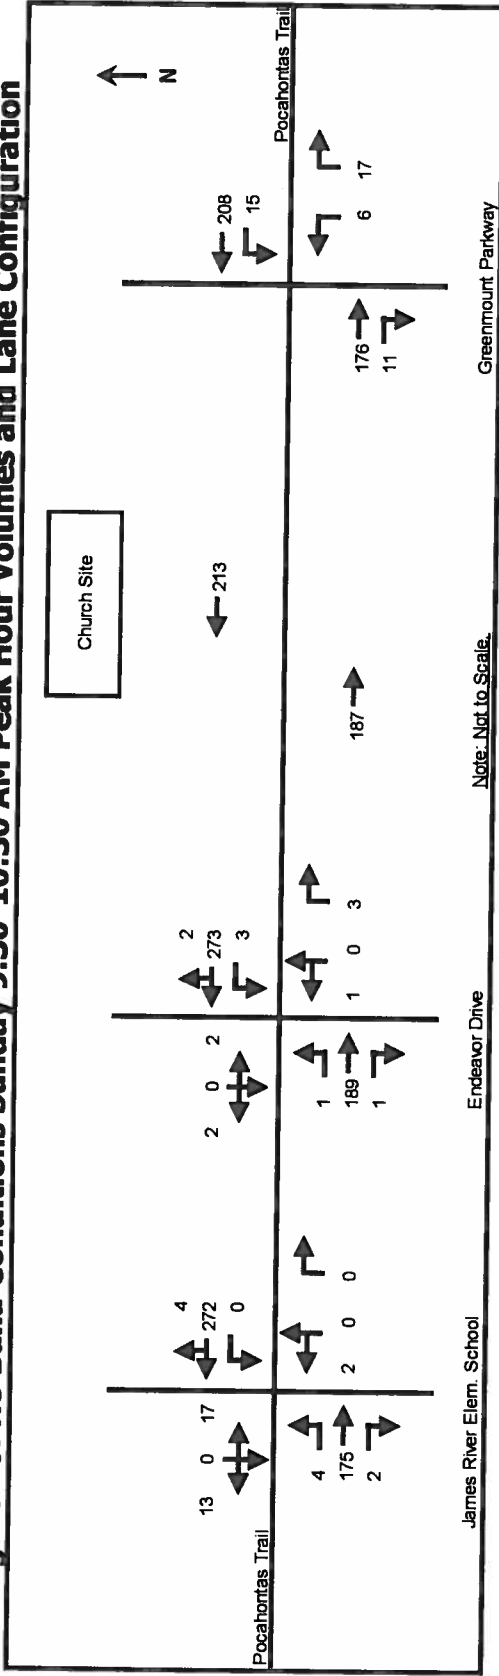 Sunday 9:30-10:30 AM Peak Hour Volumes and Lane Configuration
N
Church Site
Pocahontas Trail
Pocahontas Trail
13 0 17
4
272
0
4
175
2
2 0 0
James River Elem. School
2 0 2
2
273
3
1
189
1
1 0 3
Endeavor Drive
213
187
Note: Not to Scale.
208
15
176
11
6 17
Greenmount Parkway